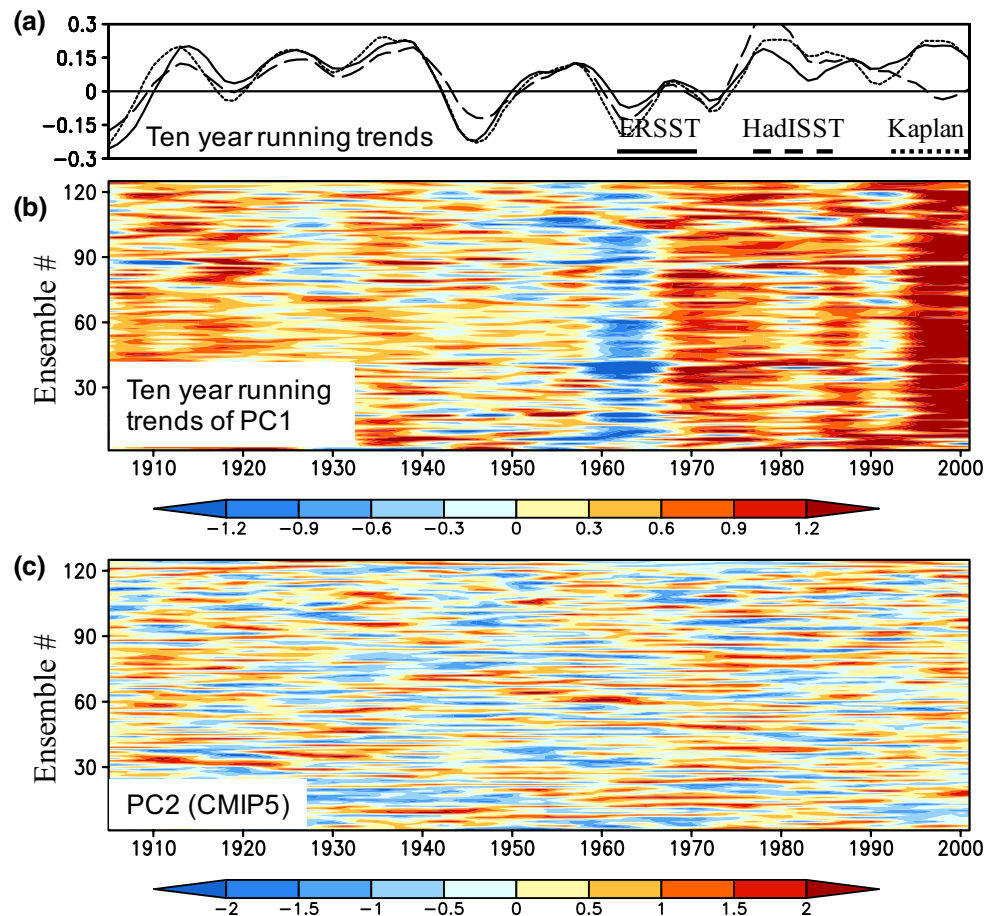 (a)
0.3
0.15
0
-0.15
-0.3
Ten year running trends
ERSST
HadISST
Kaplan
(b)
Ensemble #
120
90
60
30
Ten year running
trends of PC1
1910 1920 1930 1940 1950 1960 1970 1980 1990 2000
-1.2 -0.9 -0.6 -0.3 0 0.3 0.6 0.9 1.2
(c)
Ensemble #
120
90
60
30
PC2 (CMIP5)
1910 1920 1930 1940 1950 1960 1970 1980 1990 2000
-2 -1.5 -1 -0.5 0 0.5 1 1.5 2